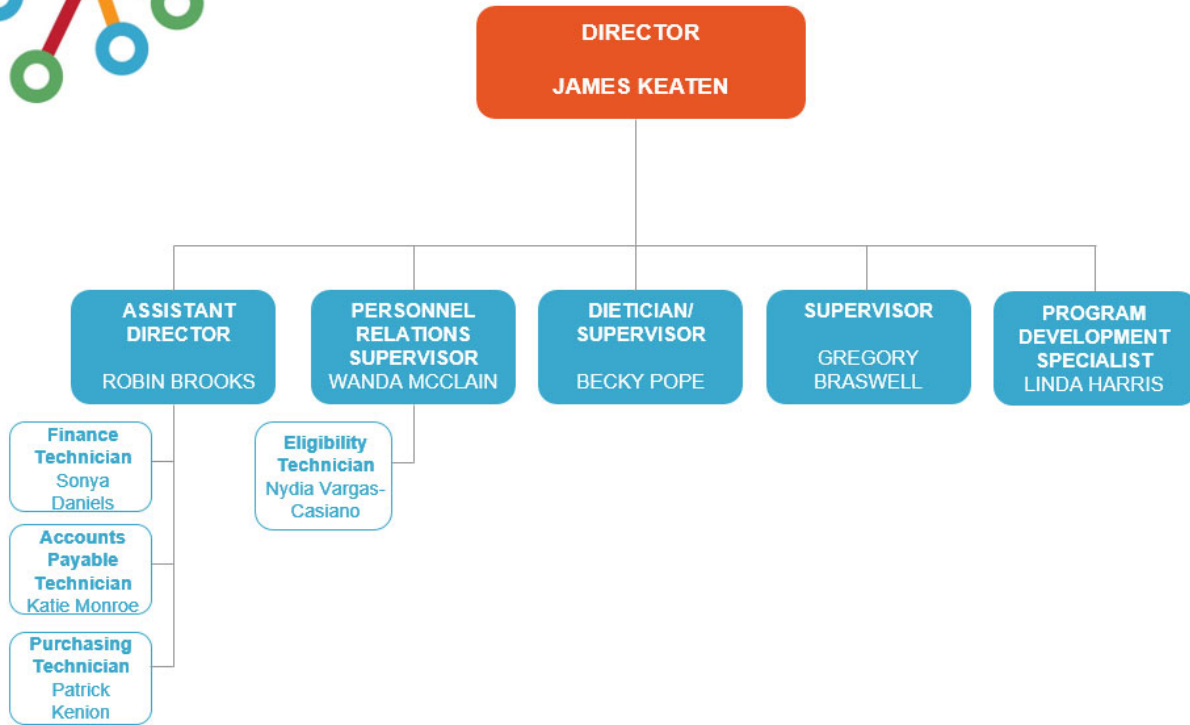 DIRECTOR
JAMES KEATEN
ASSISTANT
DIRECTOR
ROBIN BROOKS
PERSONNEL
RELATIONS
SUPERVISOR
WANDA MCCLAIN
DIETICIAN/
SUPERVISOR
BECKY POPE
SUPERVISOR
GREGORY
BRASWELL
PROGRAM
DEVELOPMENT
SPECIALIST
LINDA HARRIS
Finance
Technician
Sonya
Daniels
Accounts
Payable
Technician
Katie Monroe
Purchasing
Technician
Patrick
Kenion
Eligibility
Technician
Nydia Vargas-
Casiano